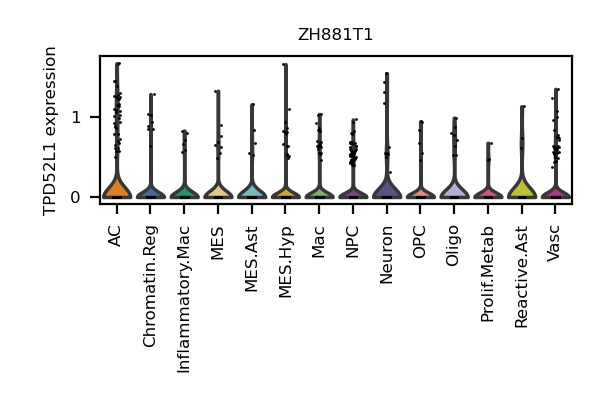 ZH881T1
TPD52L1 expression
1
0
AC
Chromatin.Reg
Inflammatory.Mac
MES
MES.Ast
MES.Hyp
Mac
NPC
Neuron
OPC
Oligo
Prolif.Metab
Reactive.Ast
Vasc